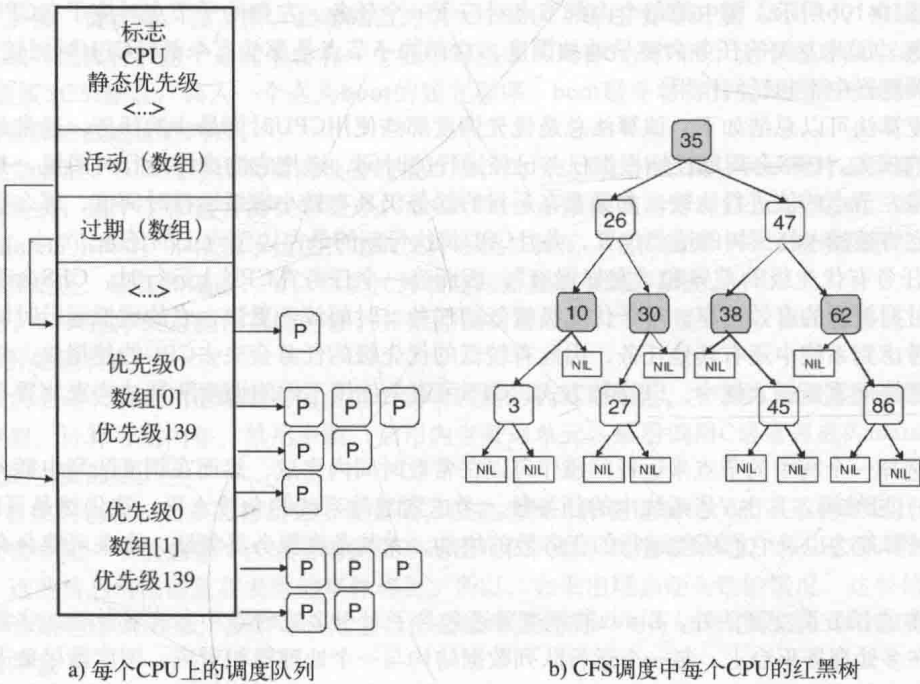 标志
CPU
静态优先级
....
活动（数组）
过期（数组）
<...>
优先级0
数组[0]
优先级139
优先级0
数组[1]
优先级139
P
P P P
P P
P
P P P
P P
a) 每个CPU上的调度队列
35
26 47
10 30 38 62
NIL NIL NIL NIL NIL
3 27 45 86
NIL NIL NIL NIL NIL NIL NIL NIL
b) CFS调度中每个CPU的红黑树